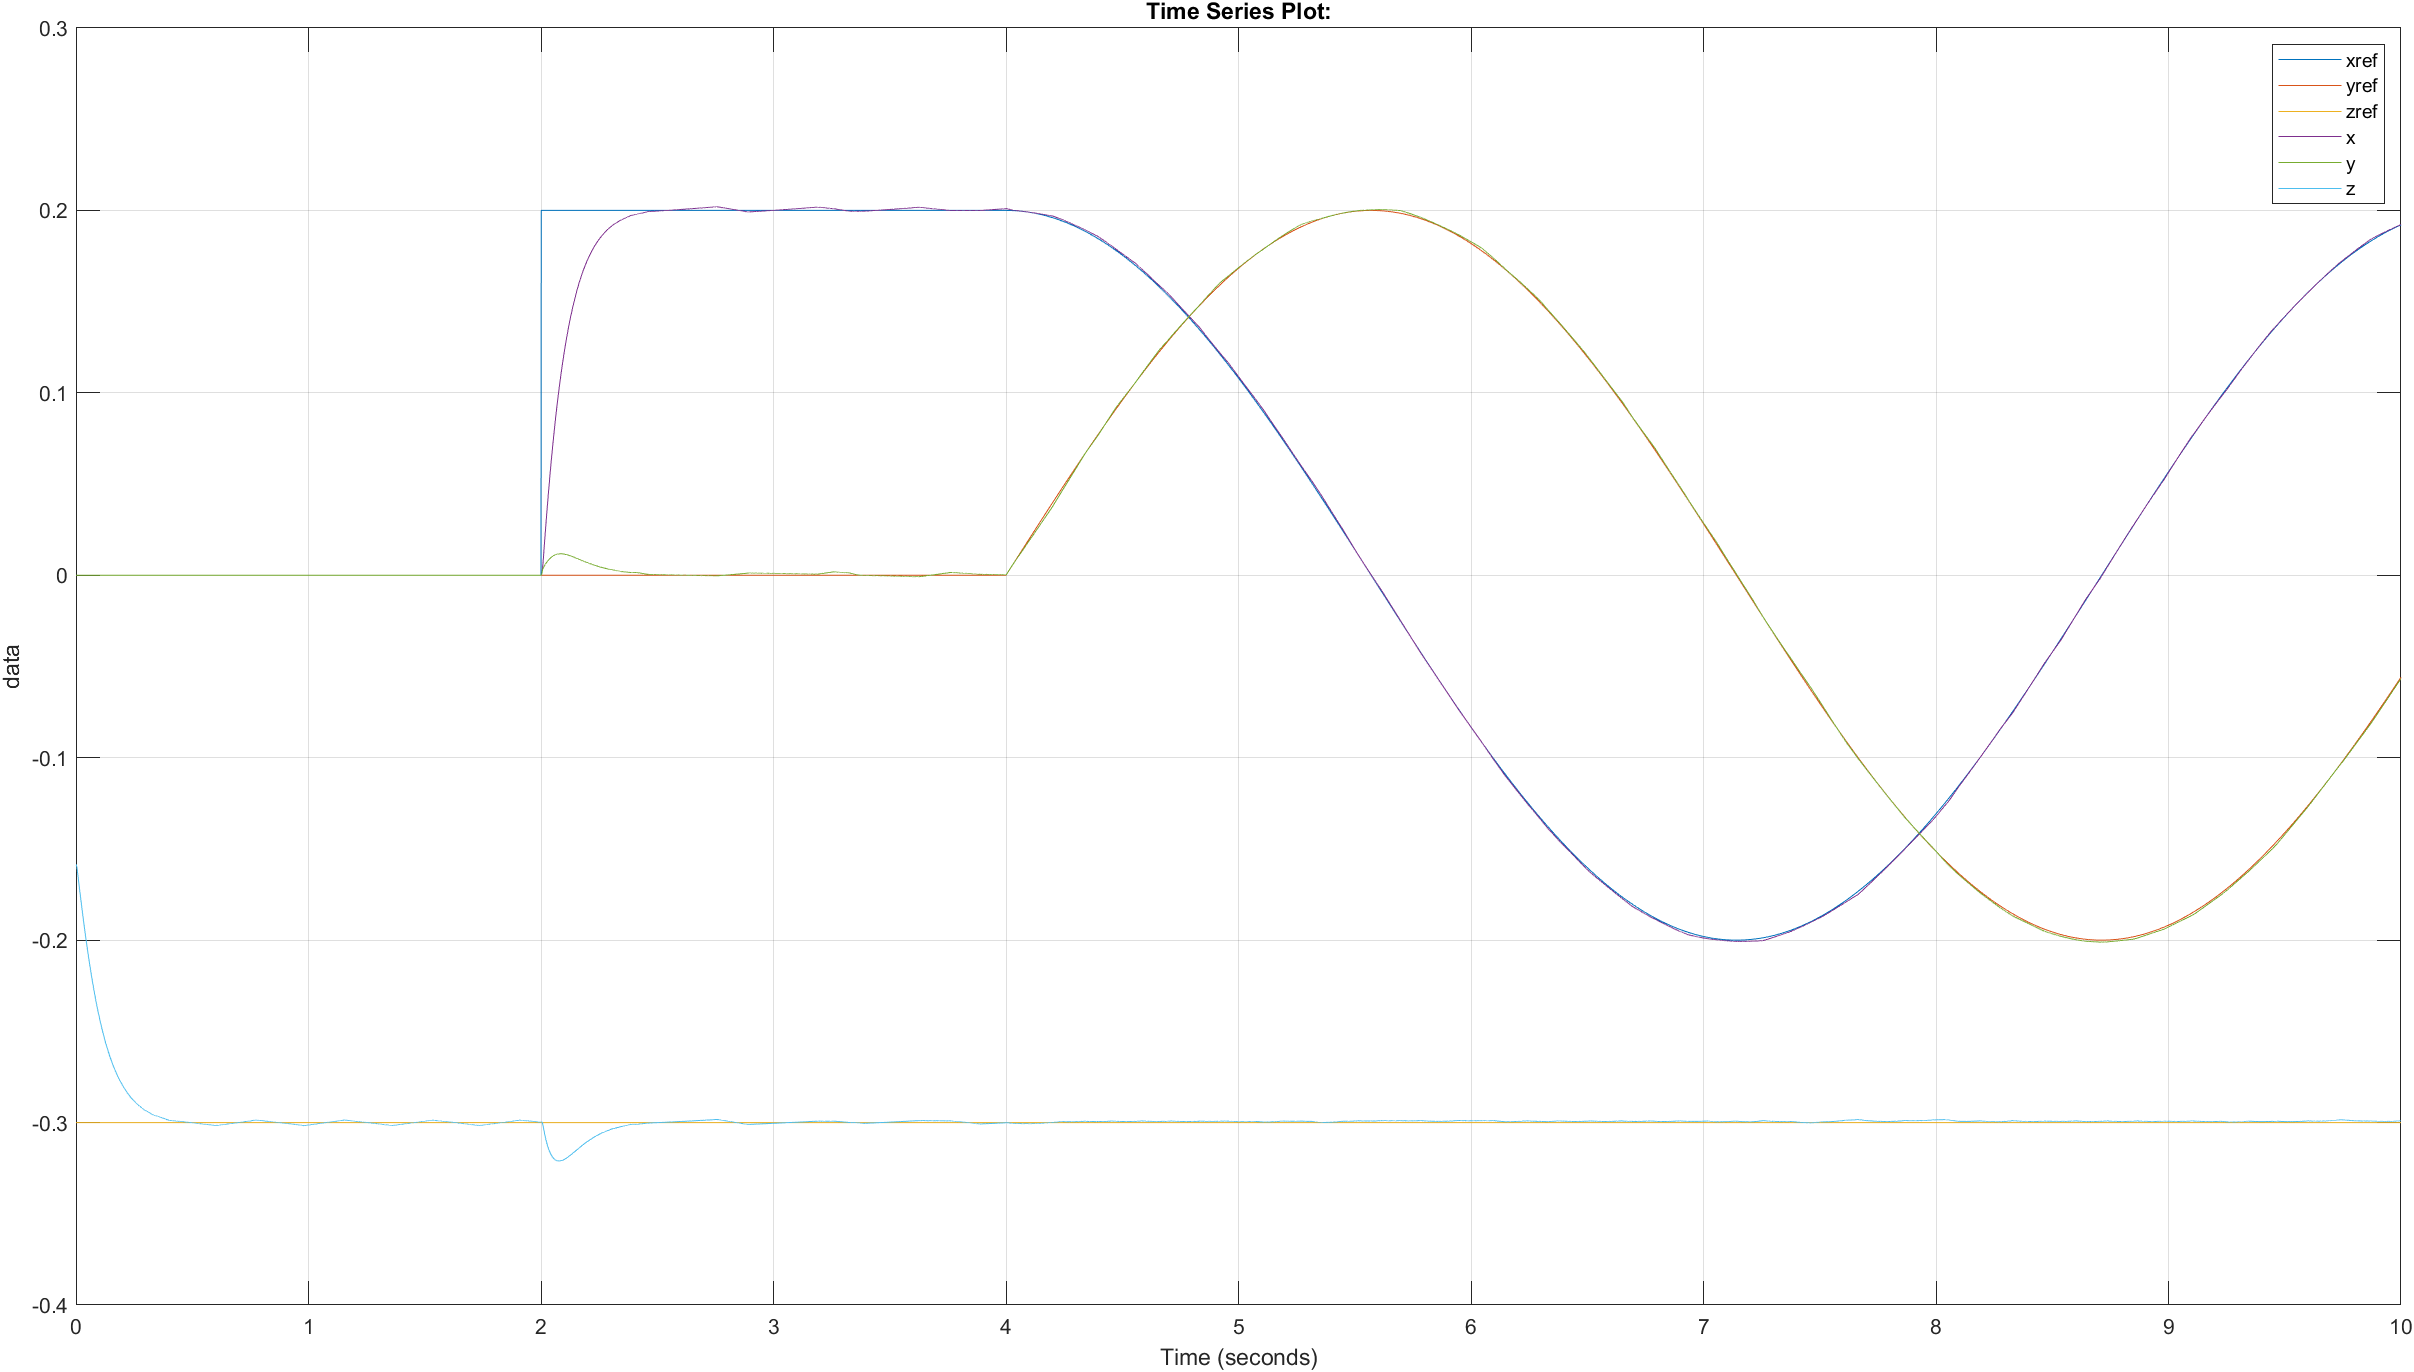 Time Series Plot:
0.3
0.2
0.1
0
-0.1
-0.2
-0.3
-0.4
data
0
1
2
3
4
5
6
7
8
9
10
Time (seconds)
xref
yref
zref
x
y
z